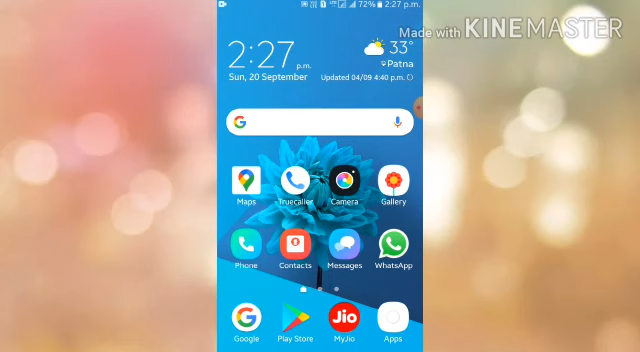 72% 2:27 p.m.
Made with KINEMASTER
2:27 p.m.
33°
Patna
Sun, 20 September
Updated 04/09 4:40 p.m.
G
Maps
Truecaller
Camera
Gallery
Phone
Contacts
Messages
WhatsApp
G
Jio
Google
Play Store
MyJio
Apps